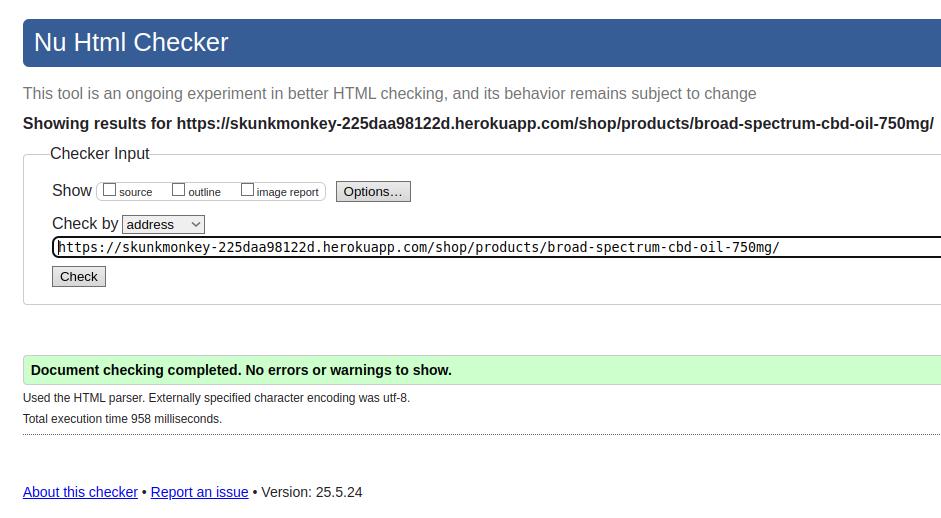 Nu Html Checker
This tool is an ongoing experiment in better HTML checking, and its behavior remains subject to change
Showing results for https://skunkmonkey-225daa98122d.herokuapp.com/shop/products/broad-spectrum-cbd-oil-750mg/
Checker Input
Show source outline image report Options...
Check by address
https://skunkmonkey-225daa98122d.herokuapp.com/shop/products/broad-spectrum-cbd-oil-750mg/
Check
Document checking completed. No errors or warnings to show.
Used the HTML parser. Externally specified character encoding was utf-8.
Total execution time 958 milliseconds.
About this checker • Report an issue • Version: 25.5.24